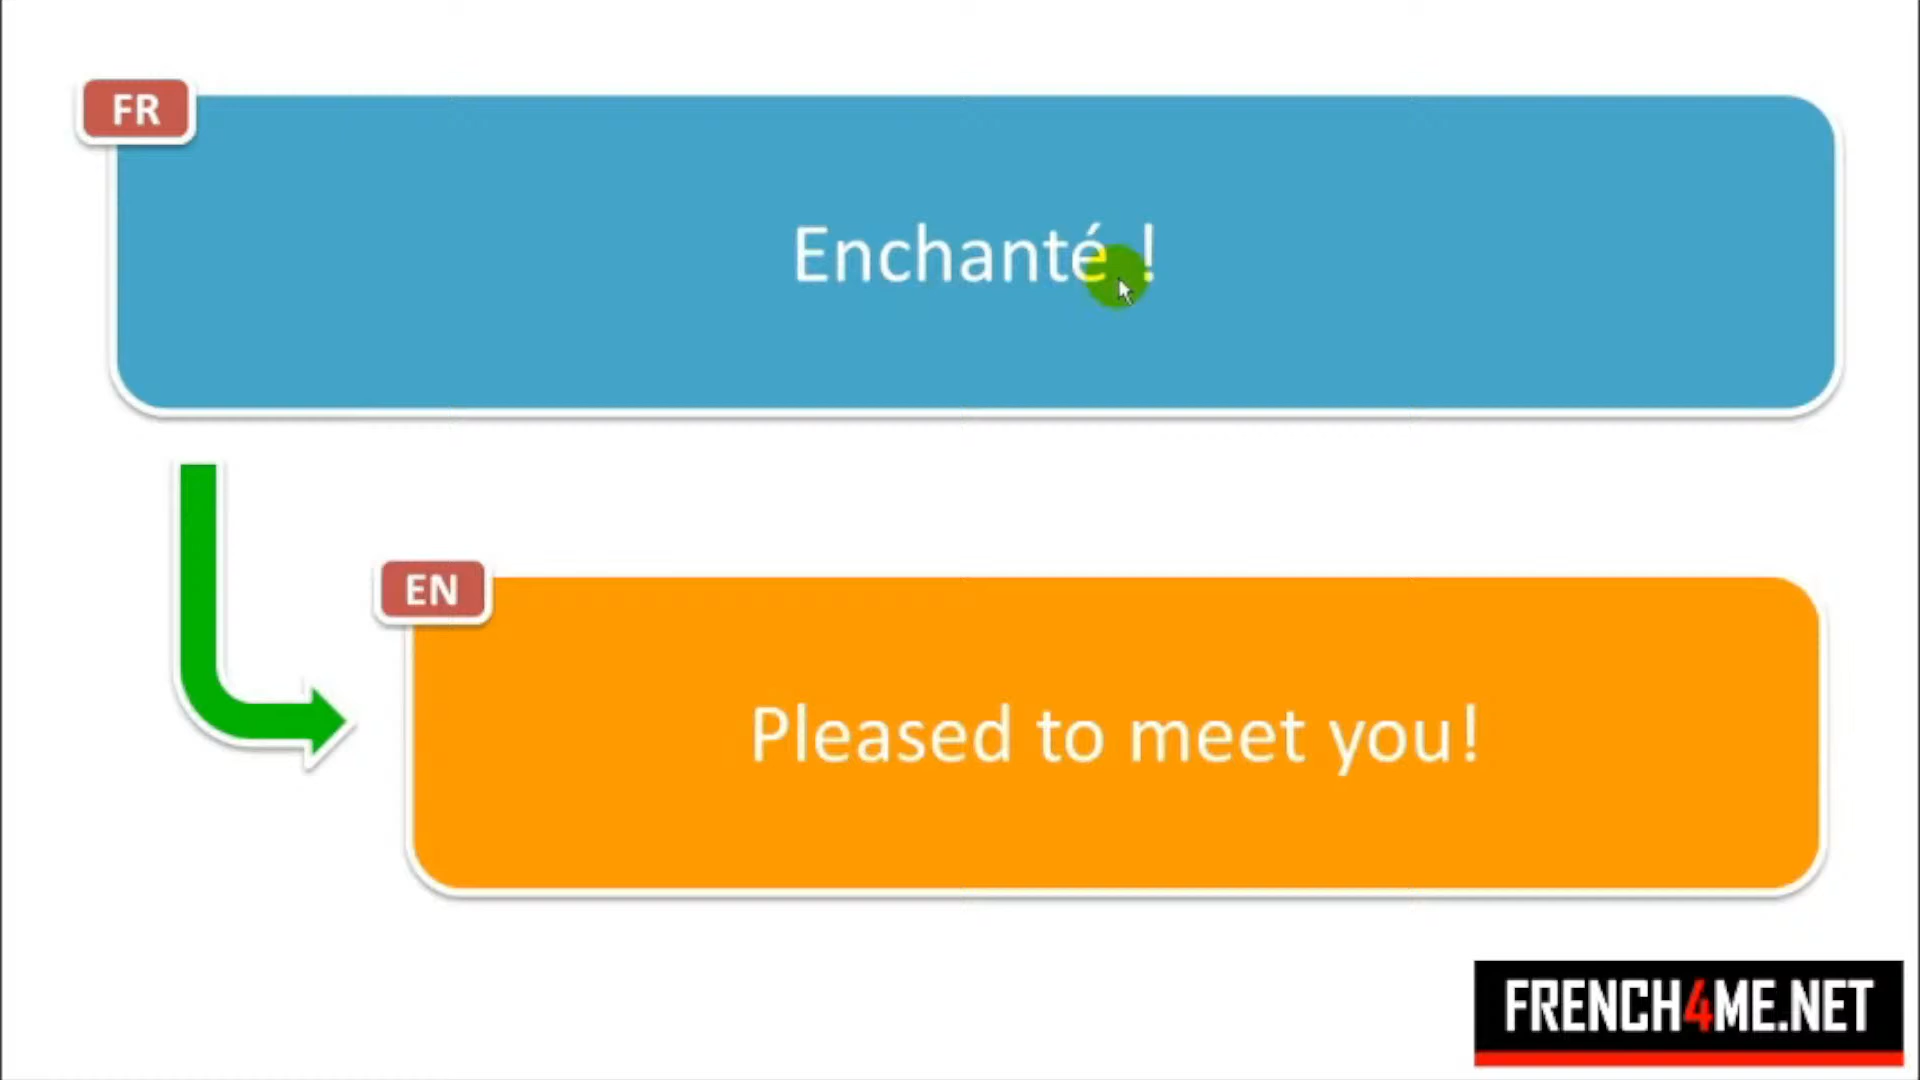 FR
Enchanté !
EN
Pleased to meet you!
FRENCH4ME.NET